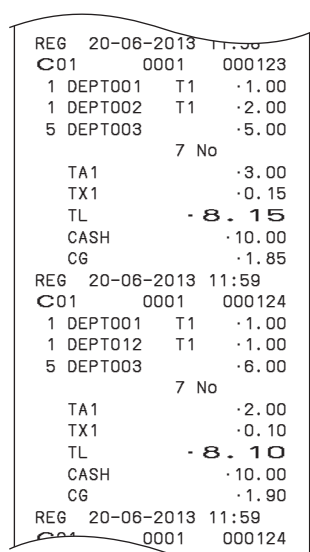 REG 20-06-2013
C01 0001 000123
1 DEPT001 T1 ·1.00
1 DEPT002 T1 ·2.00
5 DEPT003 ·5.00
7 No
TA1 ·3.00
TX1 ·0.15
TL ·8.15
CASH ·10.00
CG ·1.85
REG 20-06-2013 11:59
C01 0001 000124
1 DEPT001 T1 ·1.00
1 DEPT012 T1 ·1.00
5 DEPT003 ·6.00
7 No
TA1 ·2.00
TX1 ·0.10
TL ·8.10
CASH ·10.00
CG ·1.90
REG 20-06-2013 11:59
C01 0001 000124